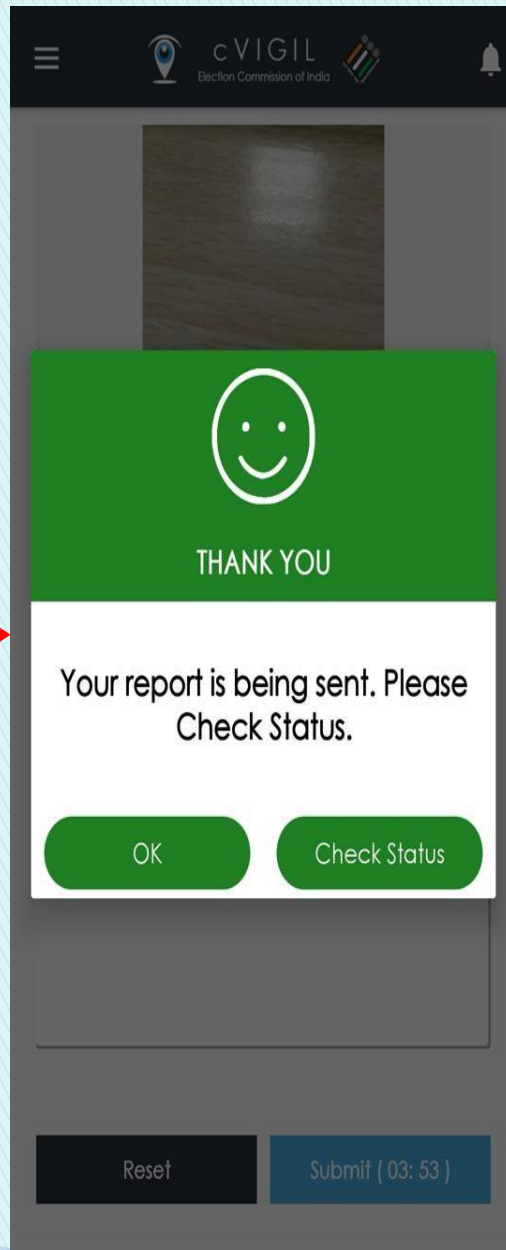 cVIGIL
Election Commission of India
THANK YOU
Your report is being sent. Please
Check Status.
OK
Check Status
Reset
Submit ( 03: 53 )